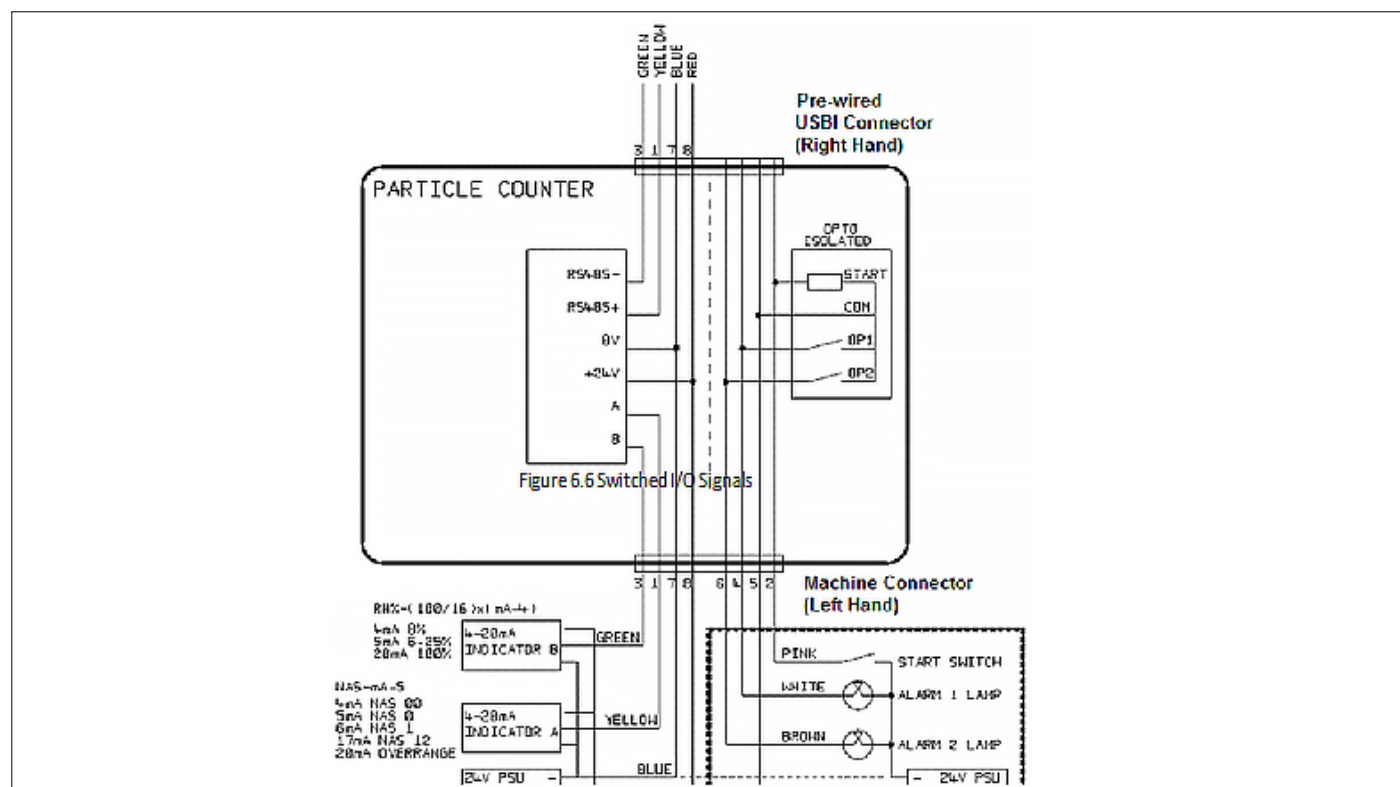 GREEN
YELLOW
BLUE
RED
Pre-wired
USBI Connector
(Right Hand)
3 1 7 8
PARTICLE COUNTER
OPTO
ISOLATED
RS485-
RS485+
0V
+24V
A
B
START
COM
OP1
OP2
Figure 6.6 Switched I/O Signals
3 1 7 8 6 4 5 2
Machine Connector
(Left Hand)
RH%=(100/16)x(mA-4)
4mA 0%
5mA 6.25%
20mA 100%
4-20mA
INDICATOR B
GREEN
PINK
START SWITCH
NAS=mA-5
4mA NAS 00
5mA NAS 0
6mA NAS 1
17mA NAS 12
20mA OVERRANGE
4-20mA
INDICATOR A
YELLOW
WHITE
ALARM 1 LAMP
BROWN
ALARM 2 LAMP
24V PSU -
BLUE
- 24V PSU